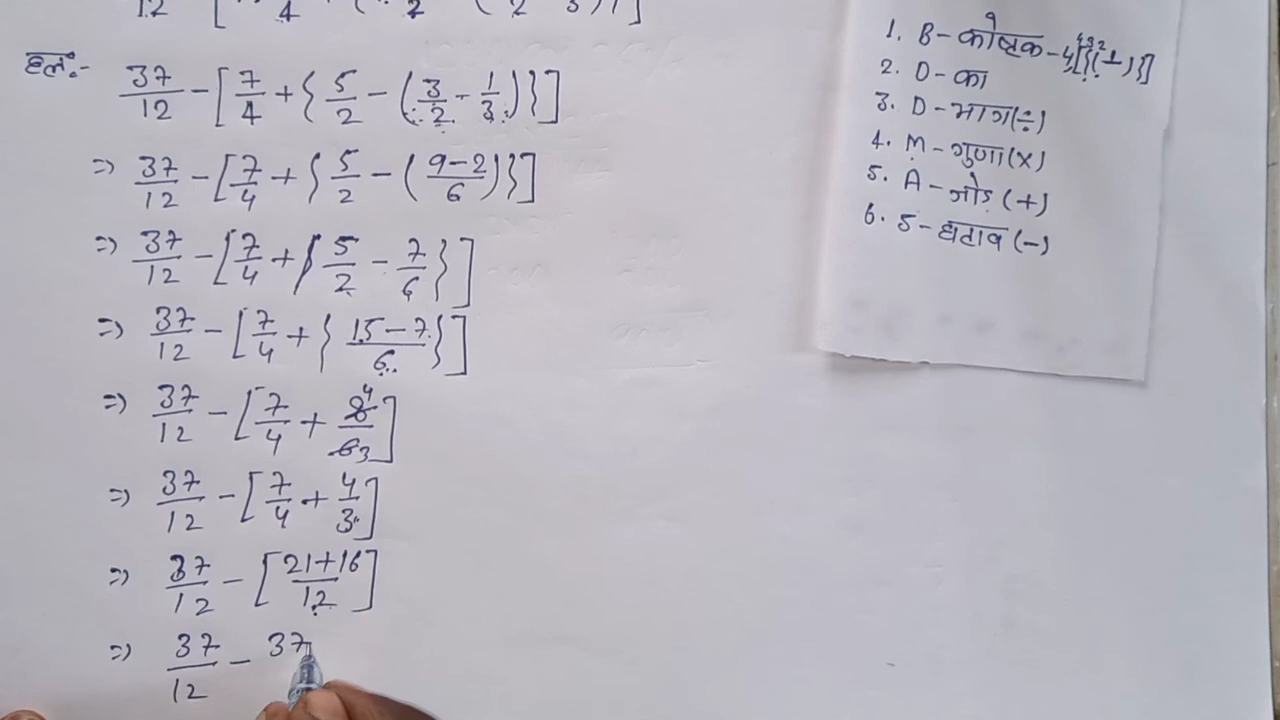 हल:-
37/12 - [7/4 + {5/2 - (3/2 - 1/3)}]
=> 37/12 - [7/4 + {5/2 - (9-2/6)}]
=> 37/12 - [7/4 + {5/2 - 7/6}]
=> 37/12 - [7/4 + {15-7/6}]
=> 37/12 - [7/4 + 8/6 4/3]
=> 37/12 - [7/4 + 4/3]
=> 37/12 - [21+16/12]
=> 37/12 - 37
1. B - कोष्टक -
2. O - का
3. D - भाग (÷)
4. M - गुणा (×)
5. A - जोड़ (+)
6. S - घटाव (-)